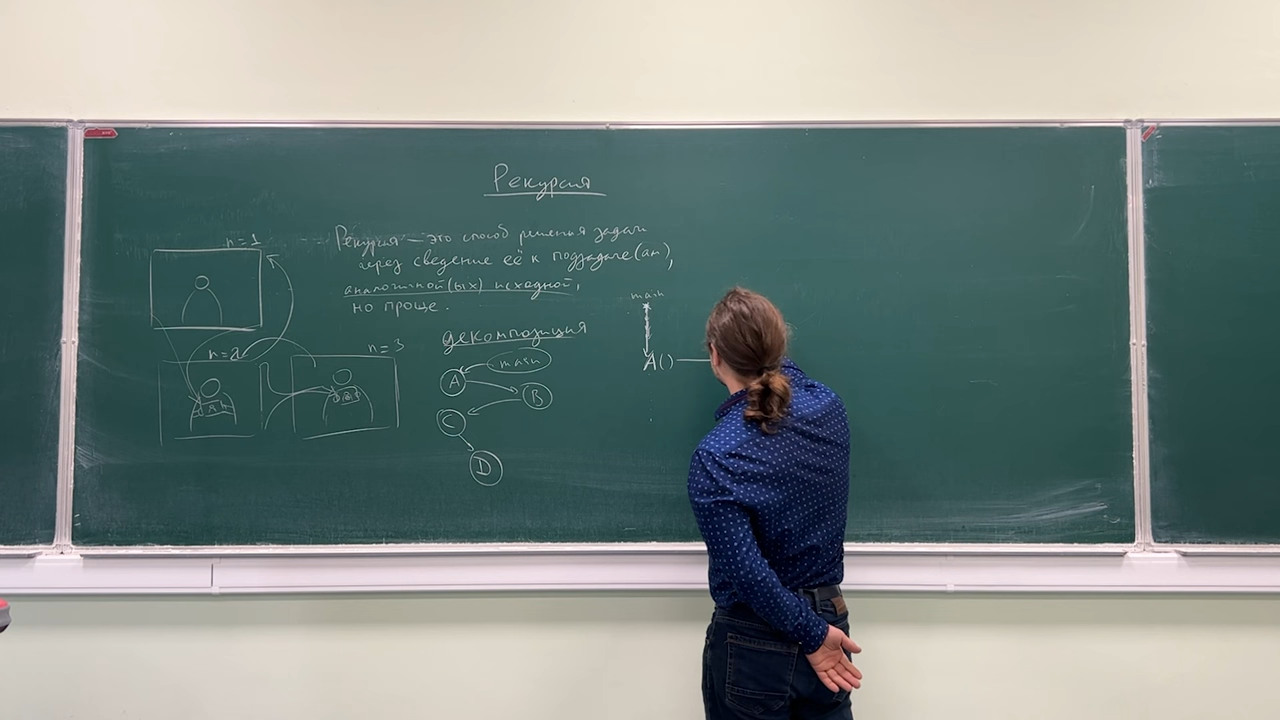 Рекурсия
n=1
Рекурсия — это способ решения задачи
через сведение её к подзадаче(ам),
аналогичной(ых) исходной,
но проще.
n=2
n=3
декомпозиция
main
A
B
C
D
main
A()